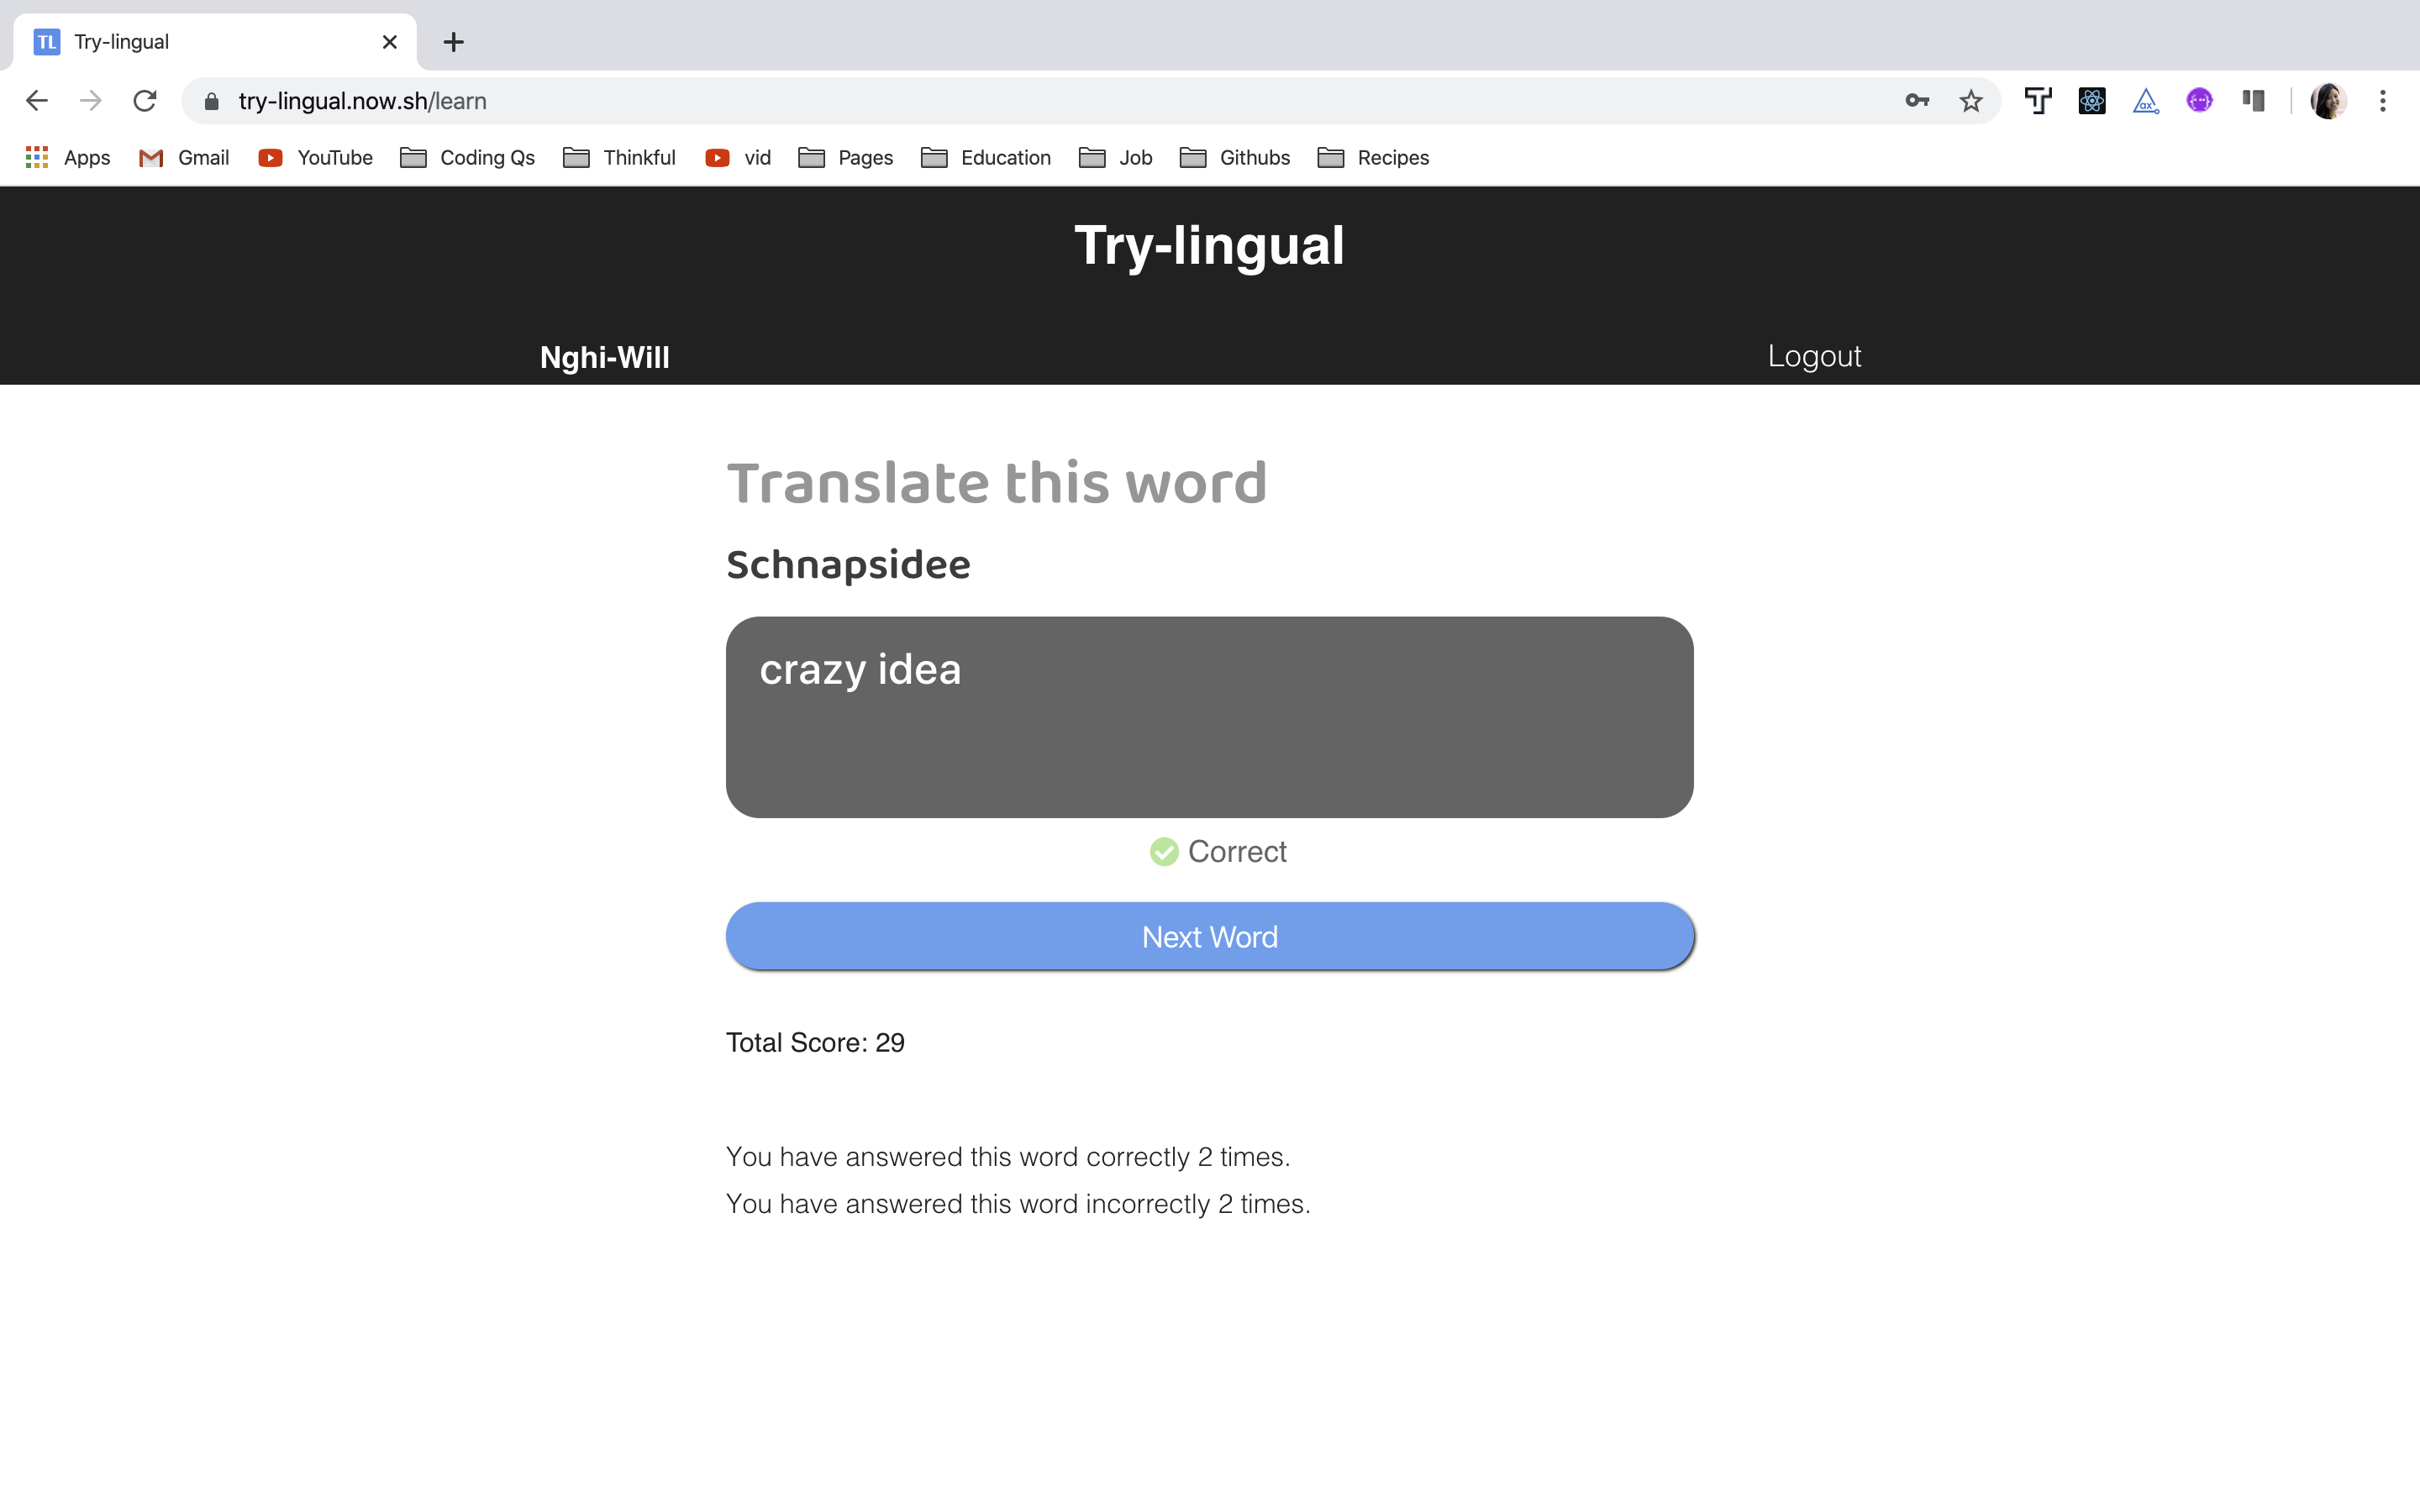 TL Try-lingual
try-lingual.now.sh/learn
Apps Gmail YouTube Coding Qs Thinkful vid Pages Education Job Githubs Recipes
Try-lingual
Nghi-Will Logout
Translate this word
Schnapsidee
crazy idea
Correct
Next Word
Total Score: 29
You have answered this word correctly 2 times.
You have answered this word incorrectly 2 times.